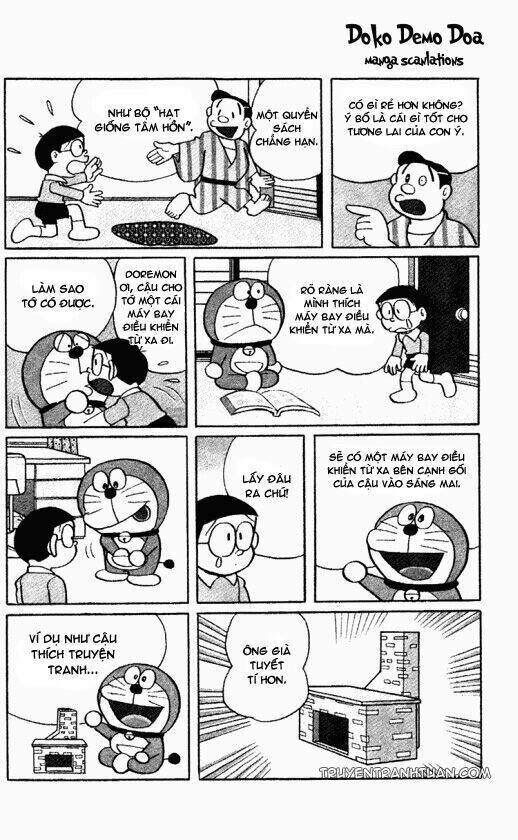 Doko Demo Doa
manga scanlations
CÓ GÌ RẺ HƠN KHÔNG?
Ý BỐ LÀ CÁI GÌ TỐT CHO
TƯƠNG LAI CỦA CON Ý.
MỘT QUYỂN
SÁCH
CHẲNG HẠN.
NHƯ BỘ "HẠT
GIỐNG TÂM HỒN".
RÕ RÀNG LÀ
MÌNH THÍCH
MÁY BAY ĐIỀU
KHIỂN TỪ XA MÀ.
DOREMON
ƠI, CẬU CHO
TỚ MỘT CÁI
MÁY BAY
ĐIỀU KHIỂN
TỪ XA ĐI.
LÀM SAO
TỚ CÓ ĐƯỢC.
SẼ CÓ MỘT MÁY BAY ĐIỀU
KHIỂN TỪ XA BÊN CẠNH GỐI
CỦA CẬU VÀO SÁNG MAI.
LẤY ĐÂU
RA CHỨ!
ÔNG GIÀ
TUYẾT
TÍ HON.
VÍ DỤ NHƯ CẬU
THÍCH TRUYỆN
TRANH...
TRUYENTRANHTUAN.COM